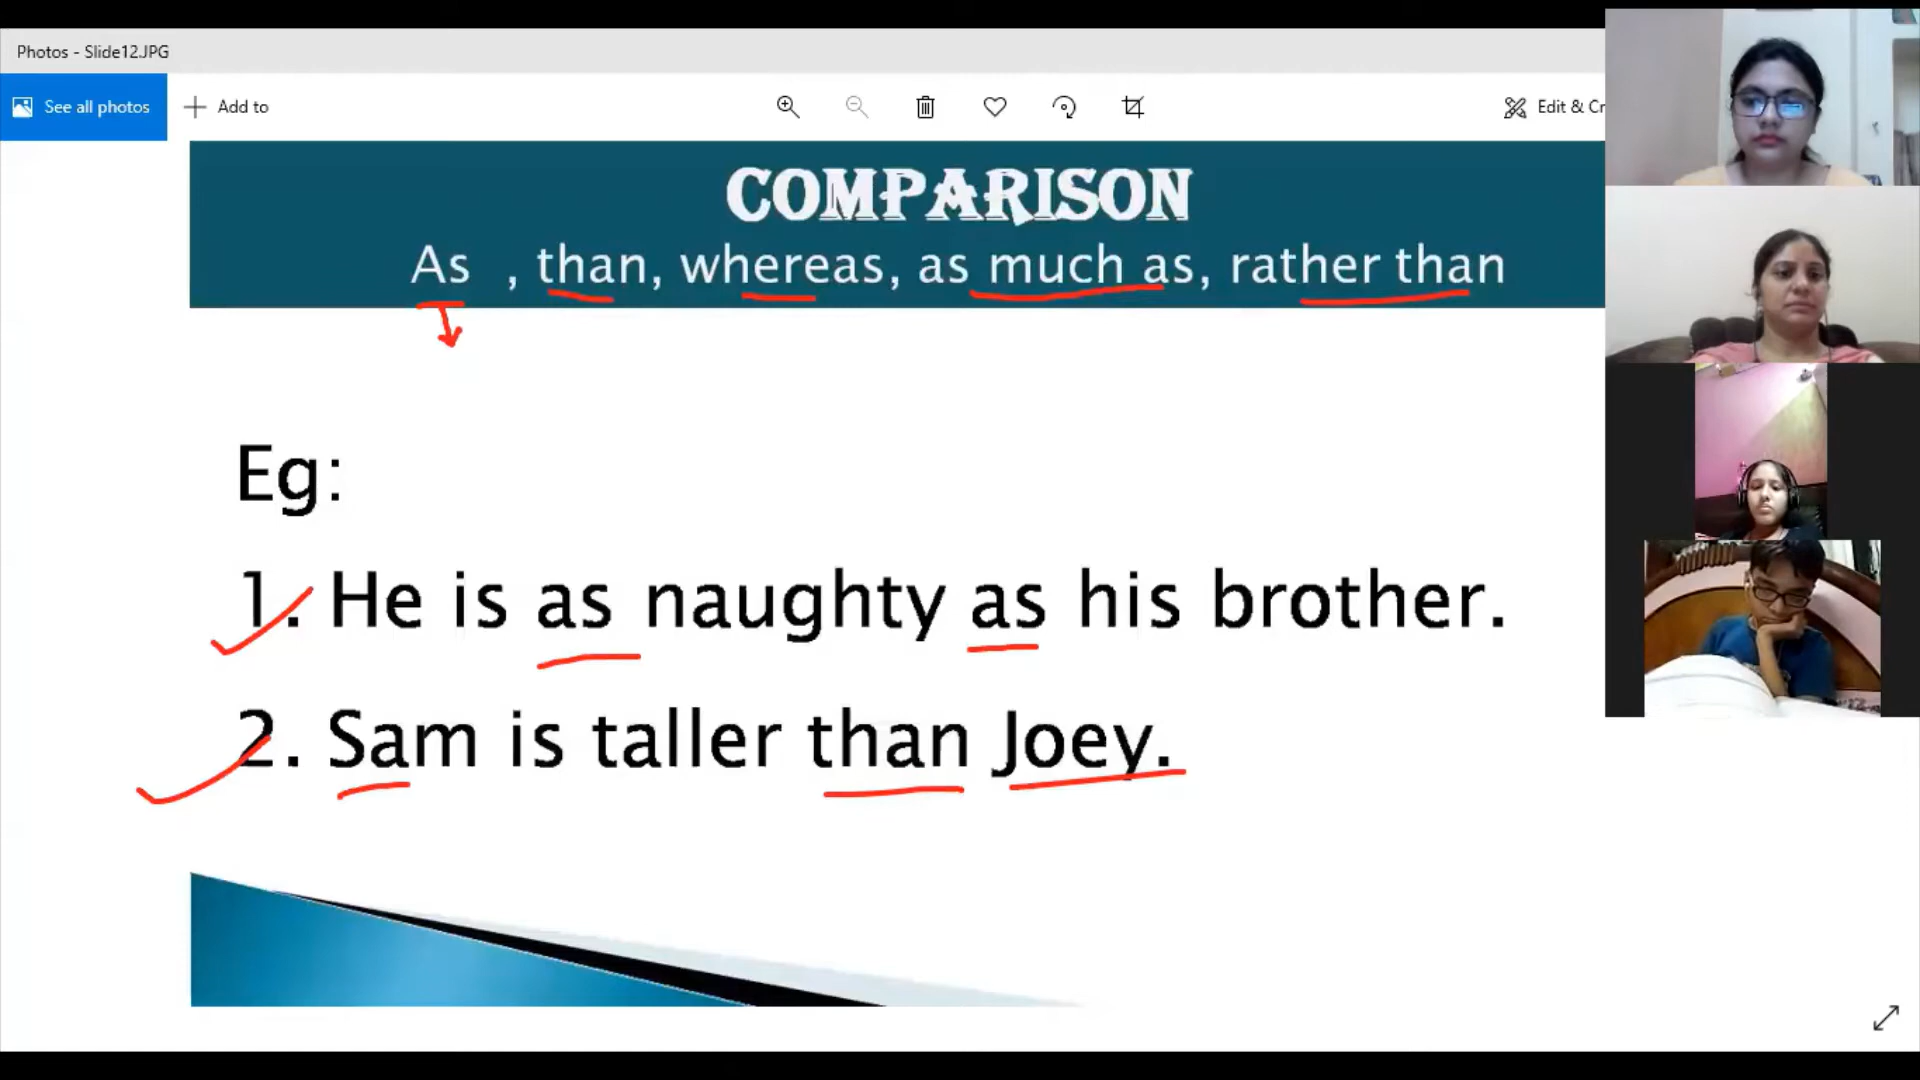 Photos - Slide12.JPG
See all photos
Add to
Edit & Cr
COMPARISON
As , than, whereas, as much as, rather than
Eg:
1. He is as naughty as his brother.
2. Sam is taller than Joey.